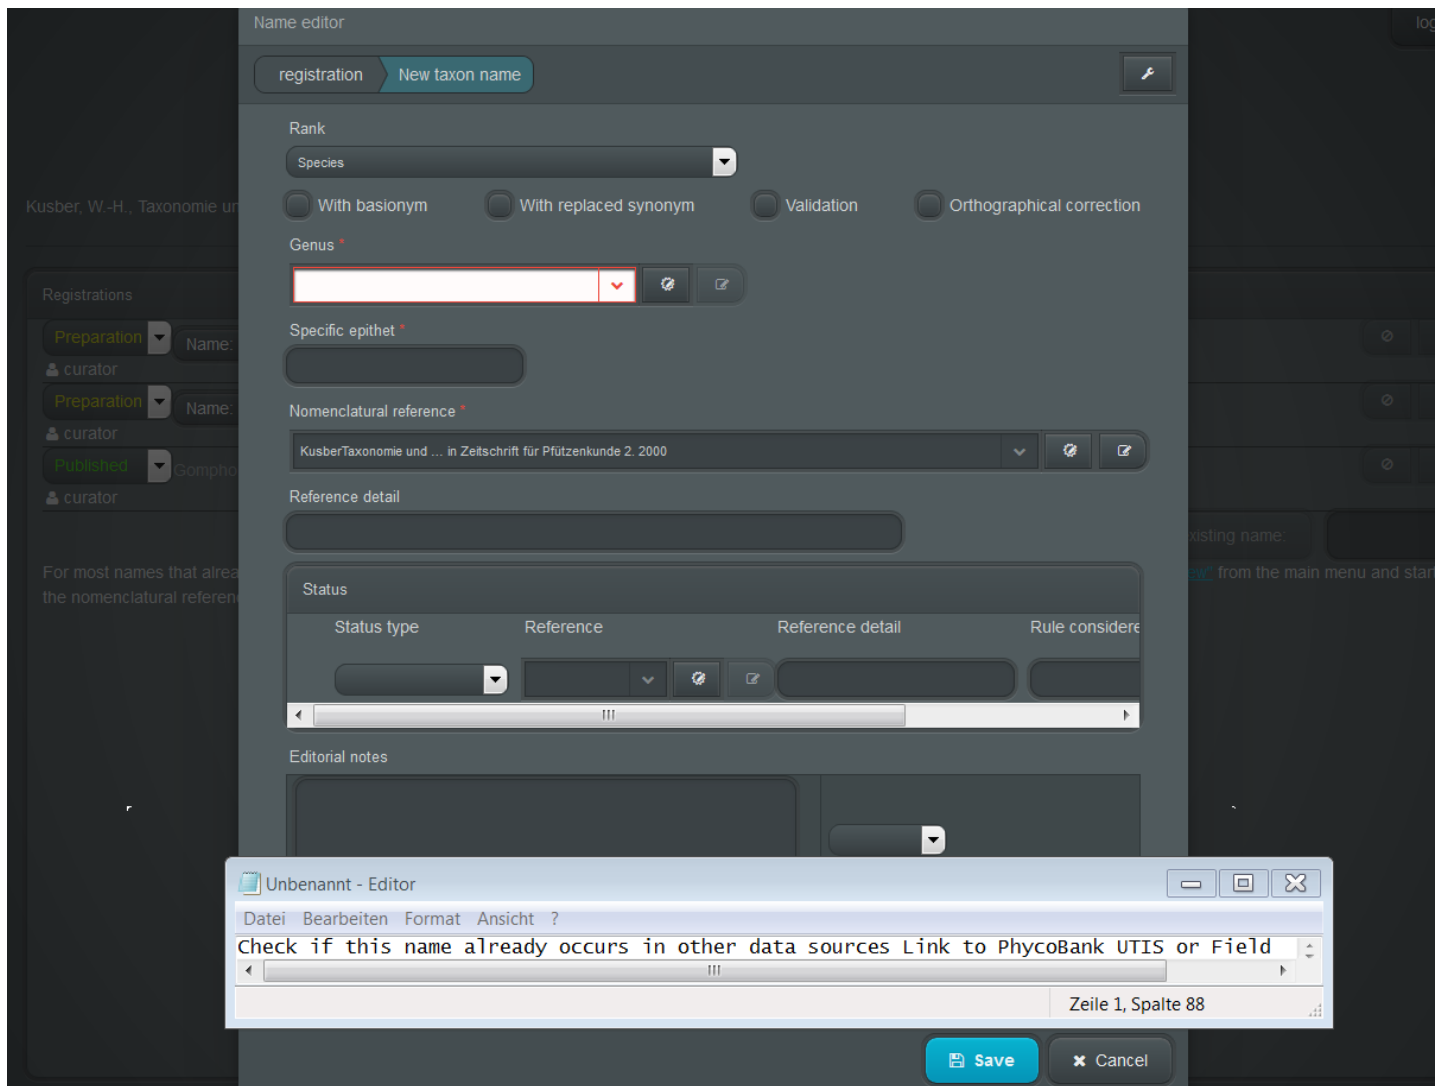 Name editor
log
registration
New taxon name
Rank
Species
With basionym
With replaced synonym
Validation
Orthographical correction
Kusber, W.-H., Taxonomie un
Genus *
Registrations
Specific epithet *
Preparation
Name:
curator
Preparation
Name:
curator
Nomenclatural reference *
KusberTaxonomie und ... in Zeitschrift für Pfützenkunde 2. 2000
Published
Gompho
curator
Reference detail
xisting name:
For most names that alrea
ew" from the main menu and start
the nomenclatural referenc
Status
Status type
Reference
Reference detail
Rule considere
Editorial notes
Unbenannt - Editor
Datei Bearbeiten Format Ansicht ?
Check if this name already occurs in other data sources Link to PhycoBank UTIS or Field
Zeile 1, Spalte 88
Save
Cancel